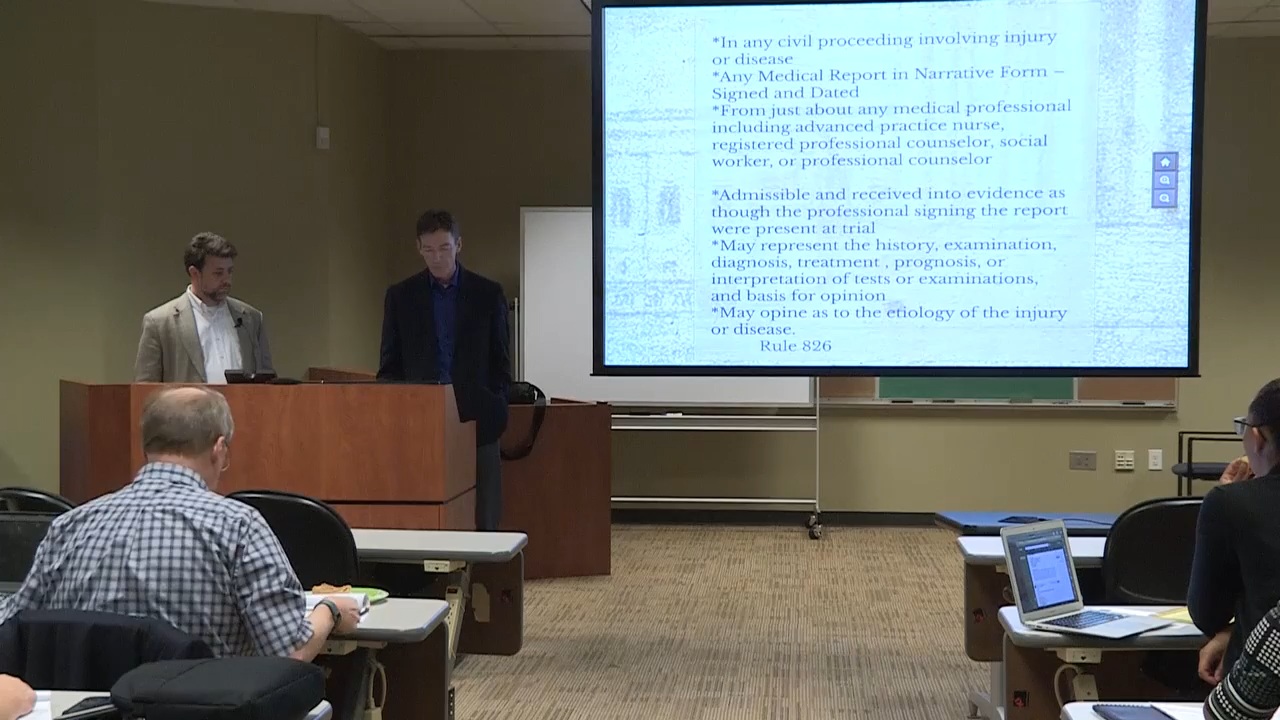 *In any civil proceeding involving injury
or disease
*Any Medical Report in Narrative Form –
Signed and Dated
*From just about any medical professional
including advanced practice nurse,
registered professional counselor, social
worker, or professional counselor
*Admissible and received into evidence as
though the professional signing the report
were present at trial
*May represent the history, examination,
diagnosis, treatment , prognosis, or
interpretation of tests or examinations,
and basis for opinion
*May opine as to the etiology of the injury
or disease.
Rule 826